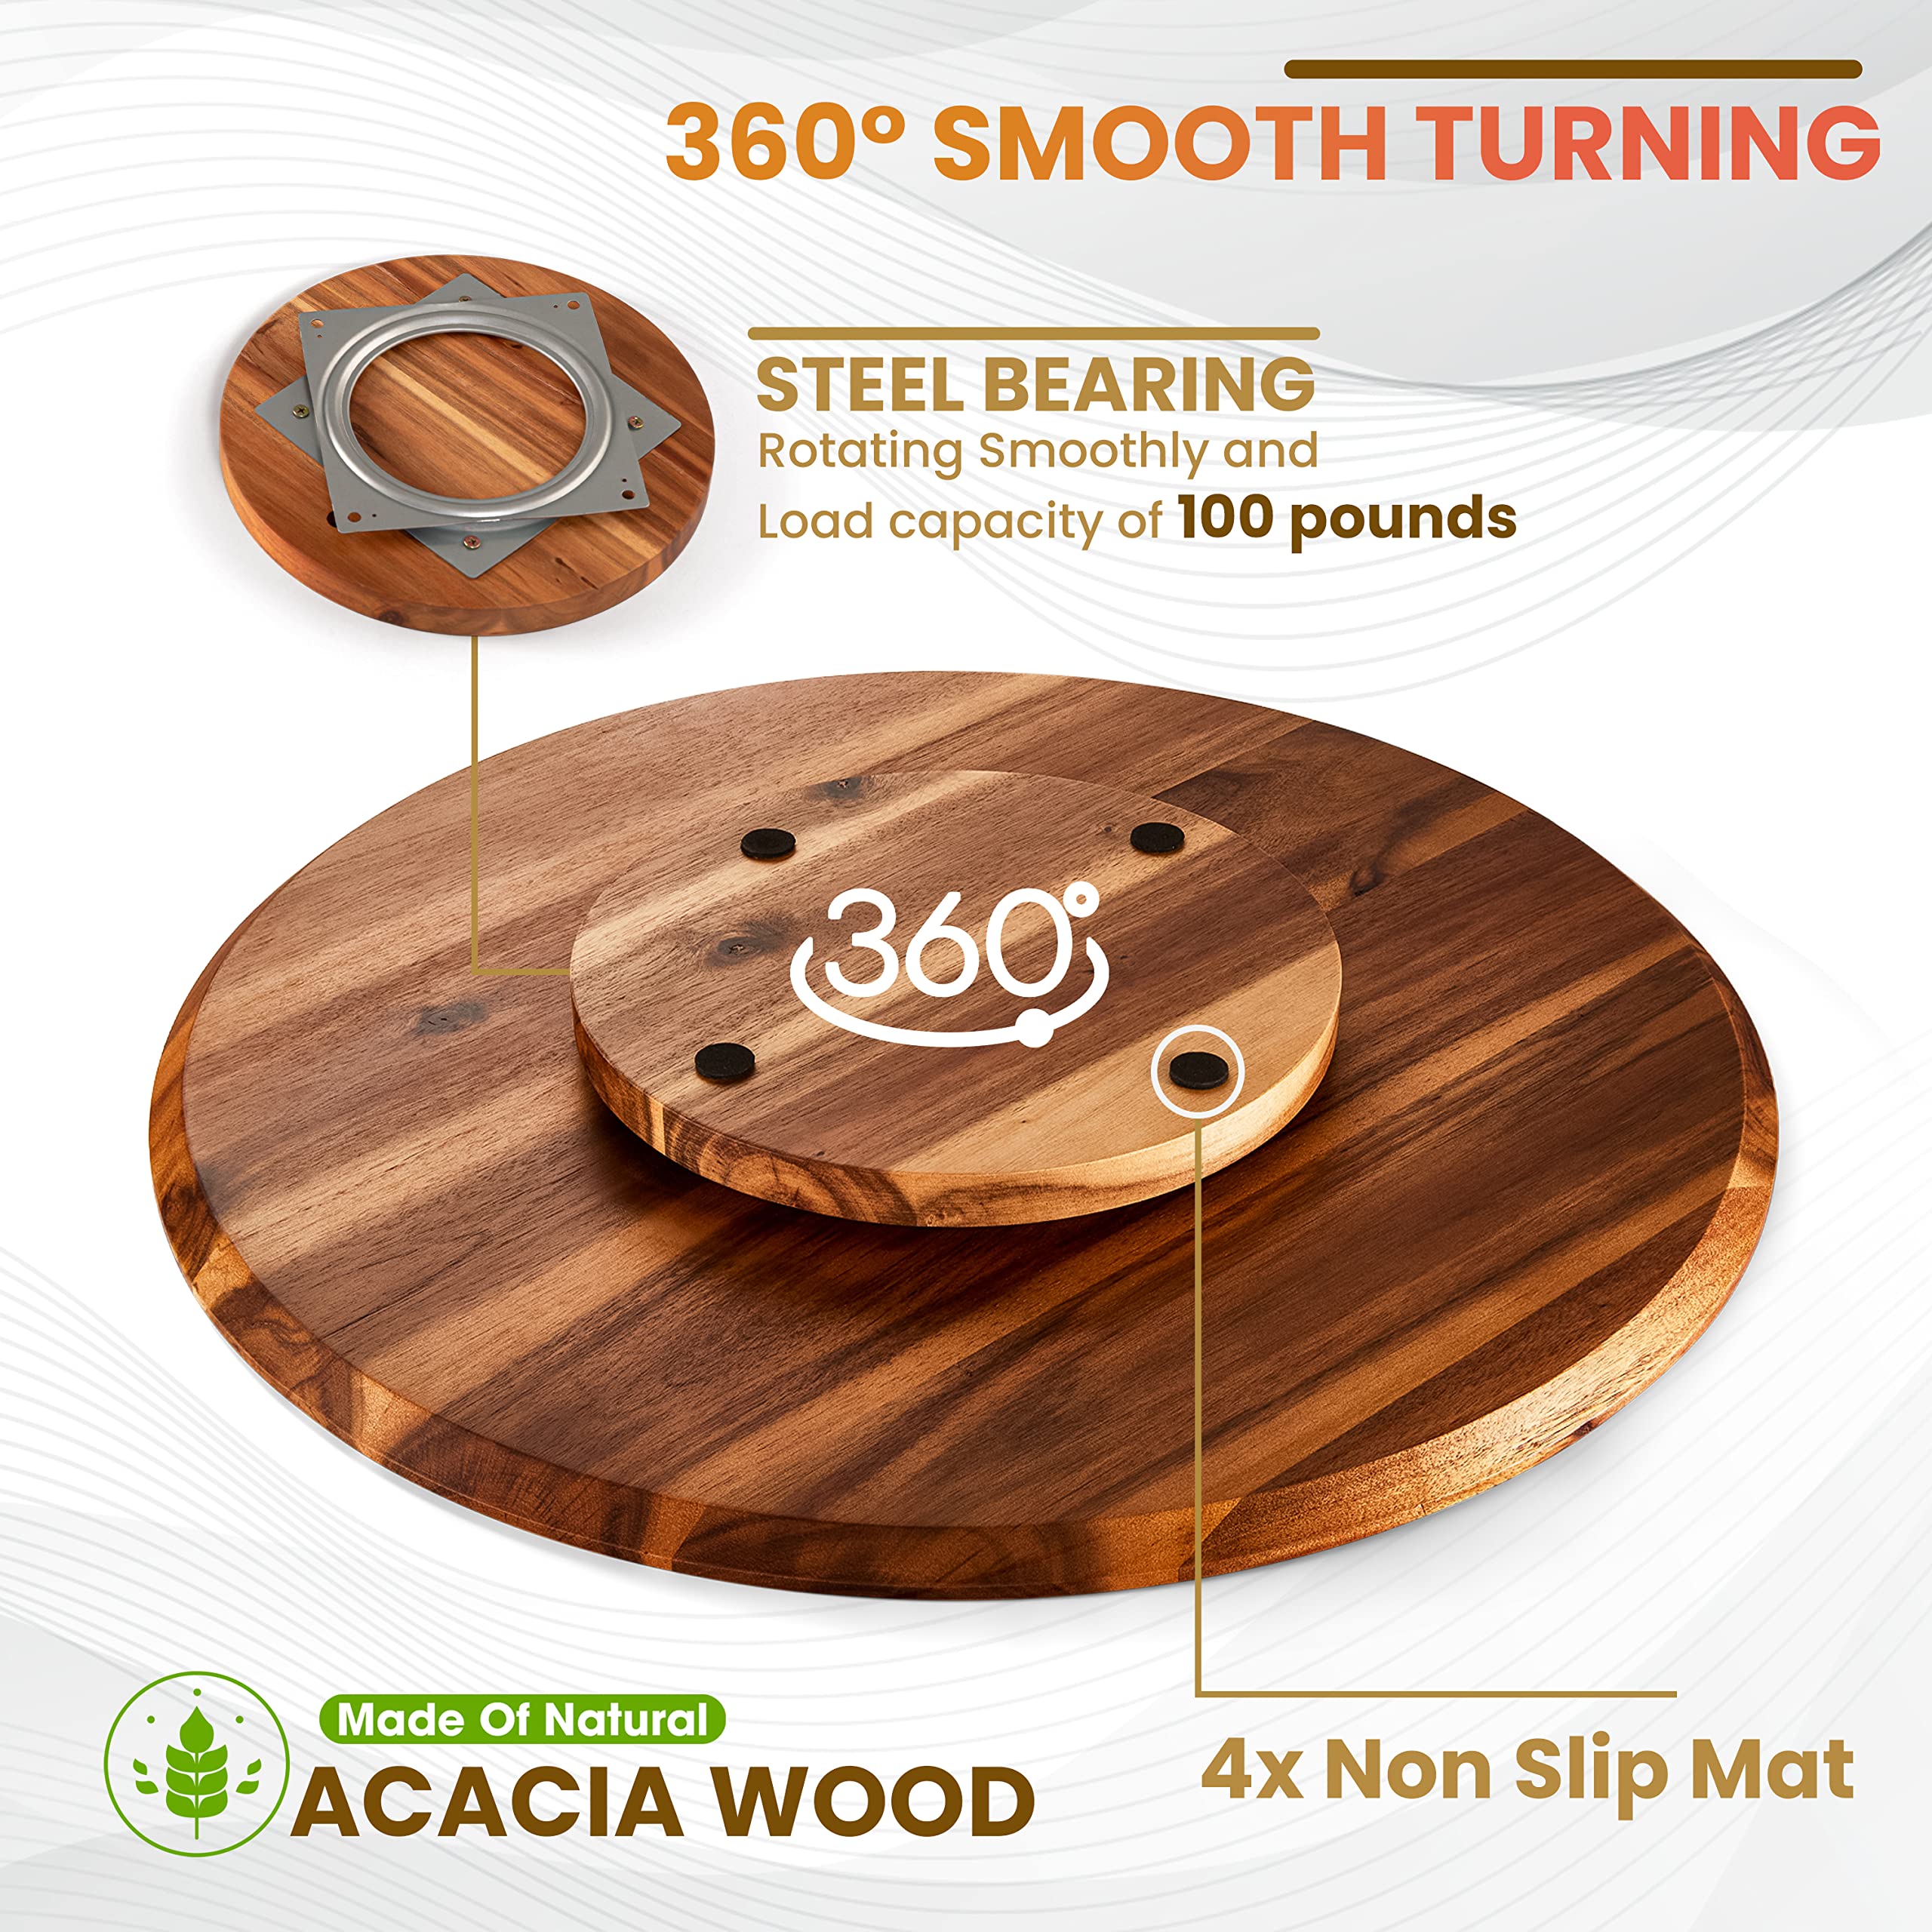 360° SMOOTH TURNING
STEEL BEARING
Rotating Smoothly and
Load capacity of 100 pounds
360°
Made Of Natural
ACACIA WOOD
4x Non Slip Mat